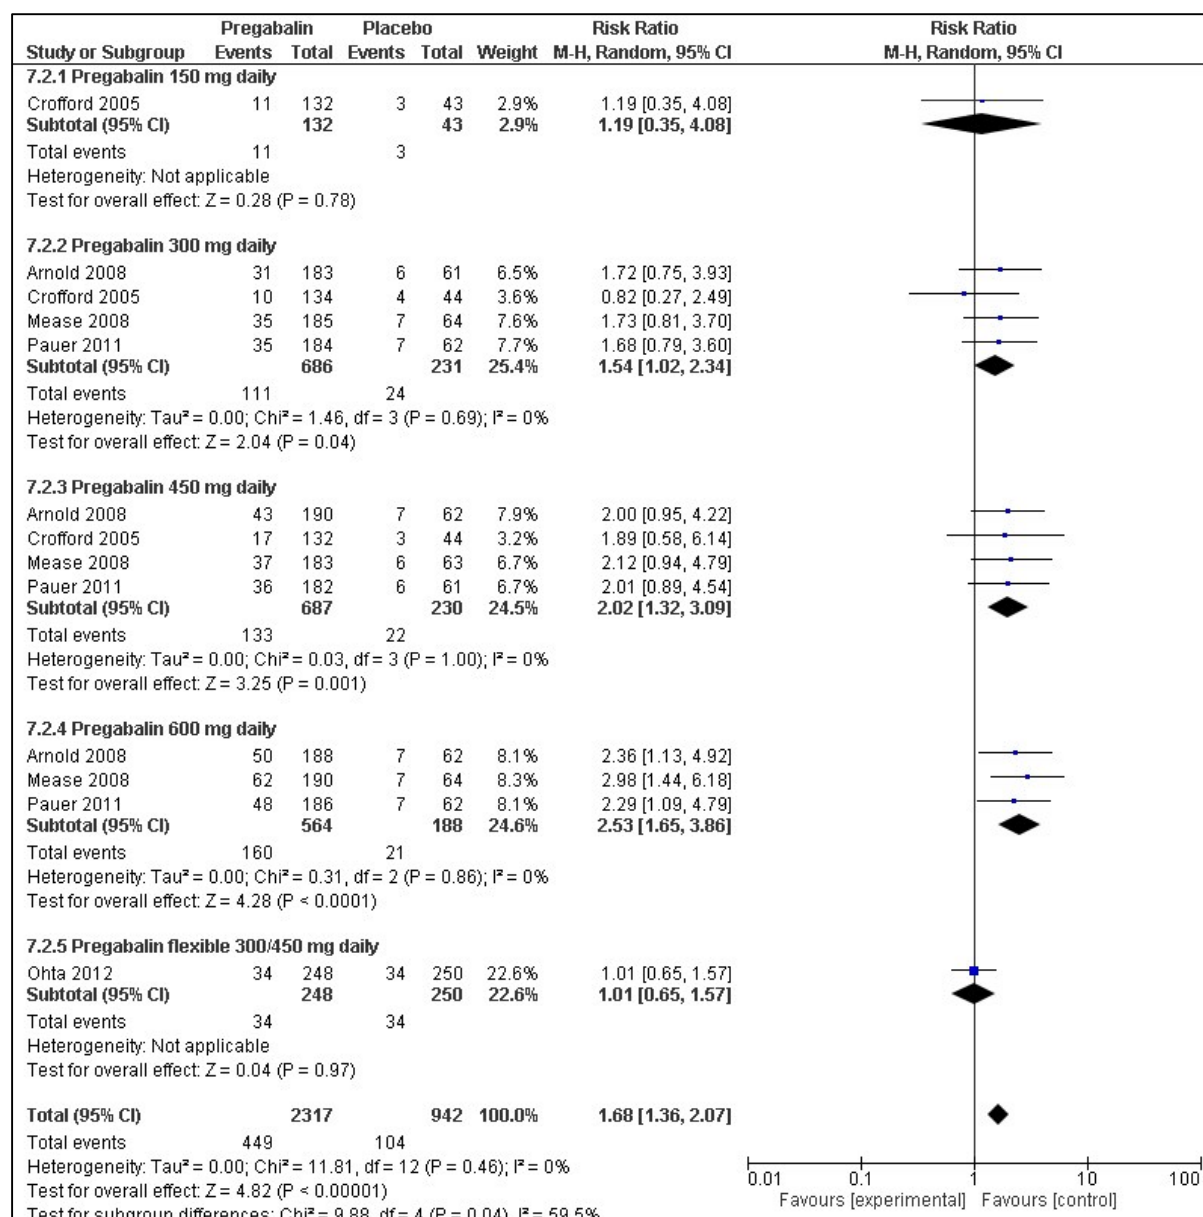 Pregabalin Placebo Risk Ratio Risk Ratio
Study or Subgroup Events Total Events Total Weight M-H, Random, 95% CI M-H, Random, 95% CI
7.2.1 Pregabalin 150 mg daily
Crofford 2005 11 132 3 43 2.9% 1.19 [0.35, 4.08]
Subtotal (95% CI) 132 43 2.9% 1.19 [0.35, 4.08]
Total events 11 3
Heterogeneity: Not applicable
Test for overall effect: Z = 0.28 (P = 0.78)
7.2.2 Pregabalin 300 mg daily
Arnold 2008 31 183 6 61 6.5% 1.72 [0.75, 3.93]
Crofford 2005 10 134 4 44 3.6% 0.82 [0.27, 2.49]
Mease 2008 35 185 7 64 7.6% 1.73 [0.81, 3.70]
Pauer 2011 35 184 7 62 7.7% 1.68 [0.79, 3.60]
Subtotal (95% CI) 686 231 25.4% 1.54 [1.02, 2.34]
Total events 111 24
Heterogeneity: Tau² = 0.00; Chi² = 1.46, df = 3 (P = 0.69); I² = 0%
Test for overall effect: Z = 2.04 (P = 0.04)
7.2.3 Pregabalin 450 mg daily
Arnold 2008 43 190 7 62 7.9% 2.00 [0.95, 4.22]
Crofford 2005 17 132 3 44 3.2% 1.89 [0.58, 6.14]
Mease 2008 37 183 6 63 6.7% 2.12 [0.94, 4.79]
Pauer 2011 36 182 6 61 6.7% 2.01 [0.89, 4.54]
Subtotal (95% CI) 687 230 24.5% 2.02 [1.32, 3.09]
Total events 133 22
Heterogeneity: Tau² = 0.00; Chi² = 0.03, df = 3 (P = 1.00); I² = 0%
Test for overall effect: Z = 3.25 (P = 0.001)
7.2.4 Pregabalin 600 mg daily
Arnold 2008 50 188 7 62 8.1% 2.36 [1.13, 4.92]
Mease 2008 62 190 7 64 8.3% 2.98 [1.44, 6.18]
Pauer 2011 48 186 7 62 8.1% 2.29 [1.09, 4.79]
Subtotal (95% CI) 564 188 24.6% 2.53 [1.65, 3.86]
Total events 160 21
Heterogeneity: Tau² = 0.00; Chi² = 0.31, df = 2 (P = 0.86); I² = 0%
Test for overall effect: Z = 4.28 (P < 0.0001)
7.2.5 Pregabalin flexible 300/450 mg daily
Ohta 2012 34 248 34 250 22.6% 1.01 [0.65, 1.57]
Subtotal (95% CI) 248 250 22.6% 1.01 [0.65, 1.57]
Total events 34 34
Heterogeneity: Not applicable
Test for overall effect: Z = 0.04 (P = 0.97)
Total (95% CI) 2317 942 100.0% 1.68 [1.36, 2.07]
Total events 449 104
Heterogeneity: Tau² = 0.00; Chi² = 11.81, df = 12 (P = 0.46); I² = 0%
Test for overall effect: Z = 4.82 (P < 0.00001)
Test for subgroup differences: Chi² = 9.88, df = 4 (P = 0.04), I² = 59.5%
0.01 0.1 1 10 100
Favours [experimental] Favours [control]